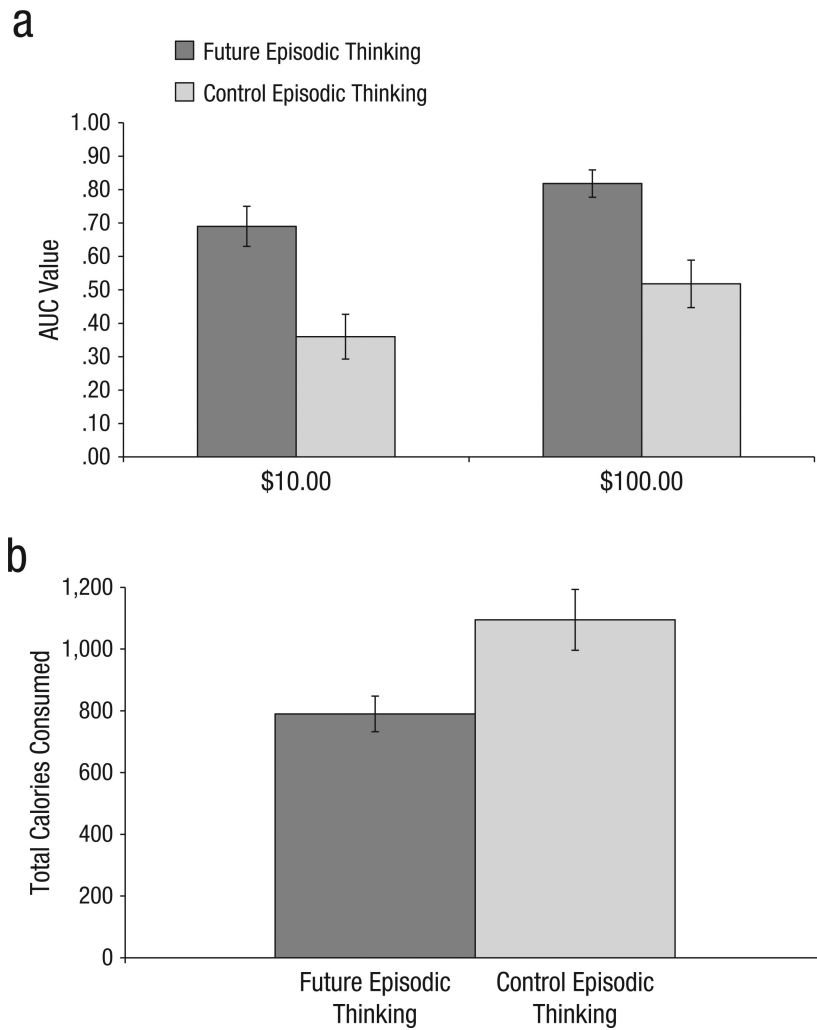 a
Future Episodic Thinking
Control Episodic Thinking
1.00
.90
.80
.70
.60
.50
.40
.30
.20
.10
.00
AUC Value
$10.00
$100.00
b
1,200
1,000
800
600
400
200
0
Total Calories Consumed
Future Episodic
Thinking
Control Episodic
Thinking